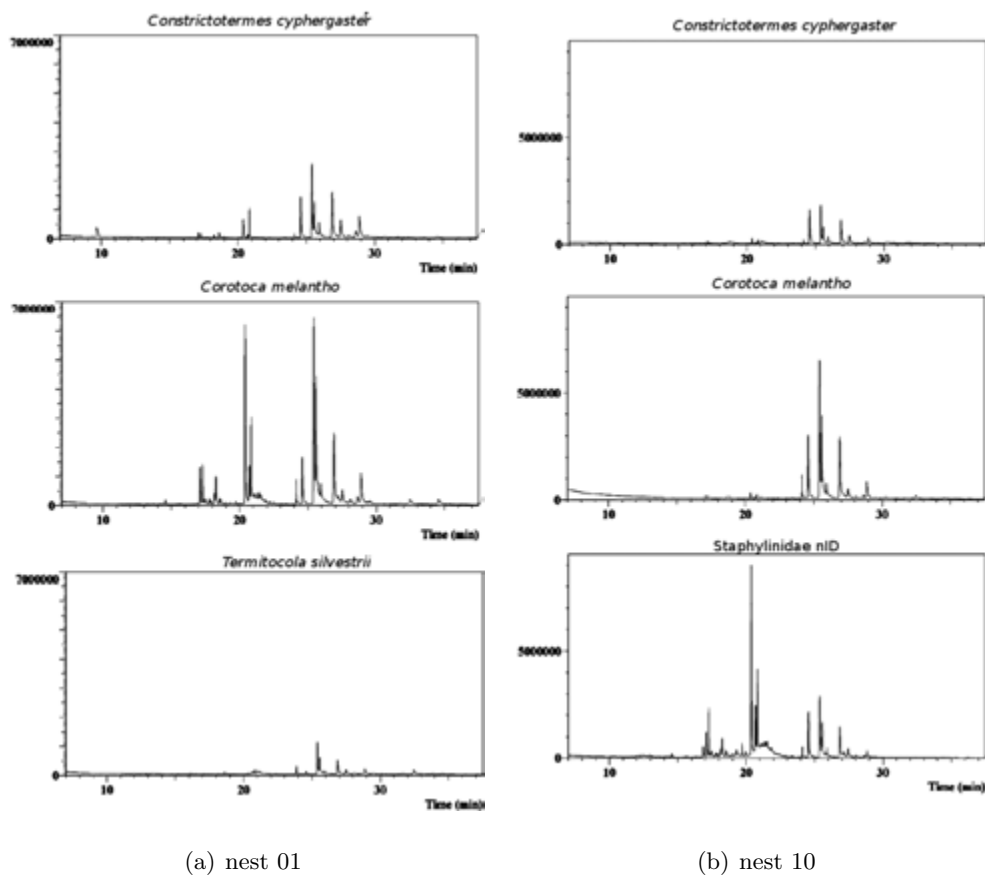 Constrictotermes cyphergaster
7000000
0
10
20
30
Time (min)
Corotoca melantho
7000000
0
10
20
30
Time (min)
Termitocola silvestrii
7000000
0
10
20
30
Time (min)
(a) nest 01
Constrictotermes cyphergaster
5000000
0
10
20
30
Corotoca melantho
5000000
0
10
20
30
Staphylinidae nID
5000000
0
10
20
30
Time (min)
(b) nest 10